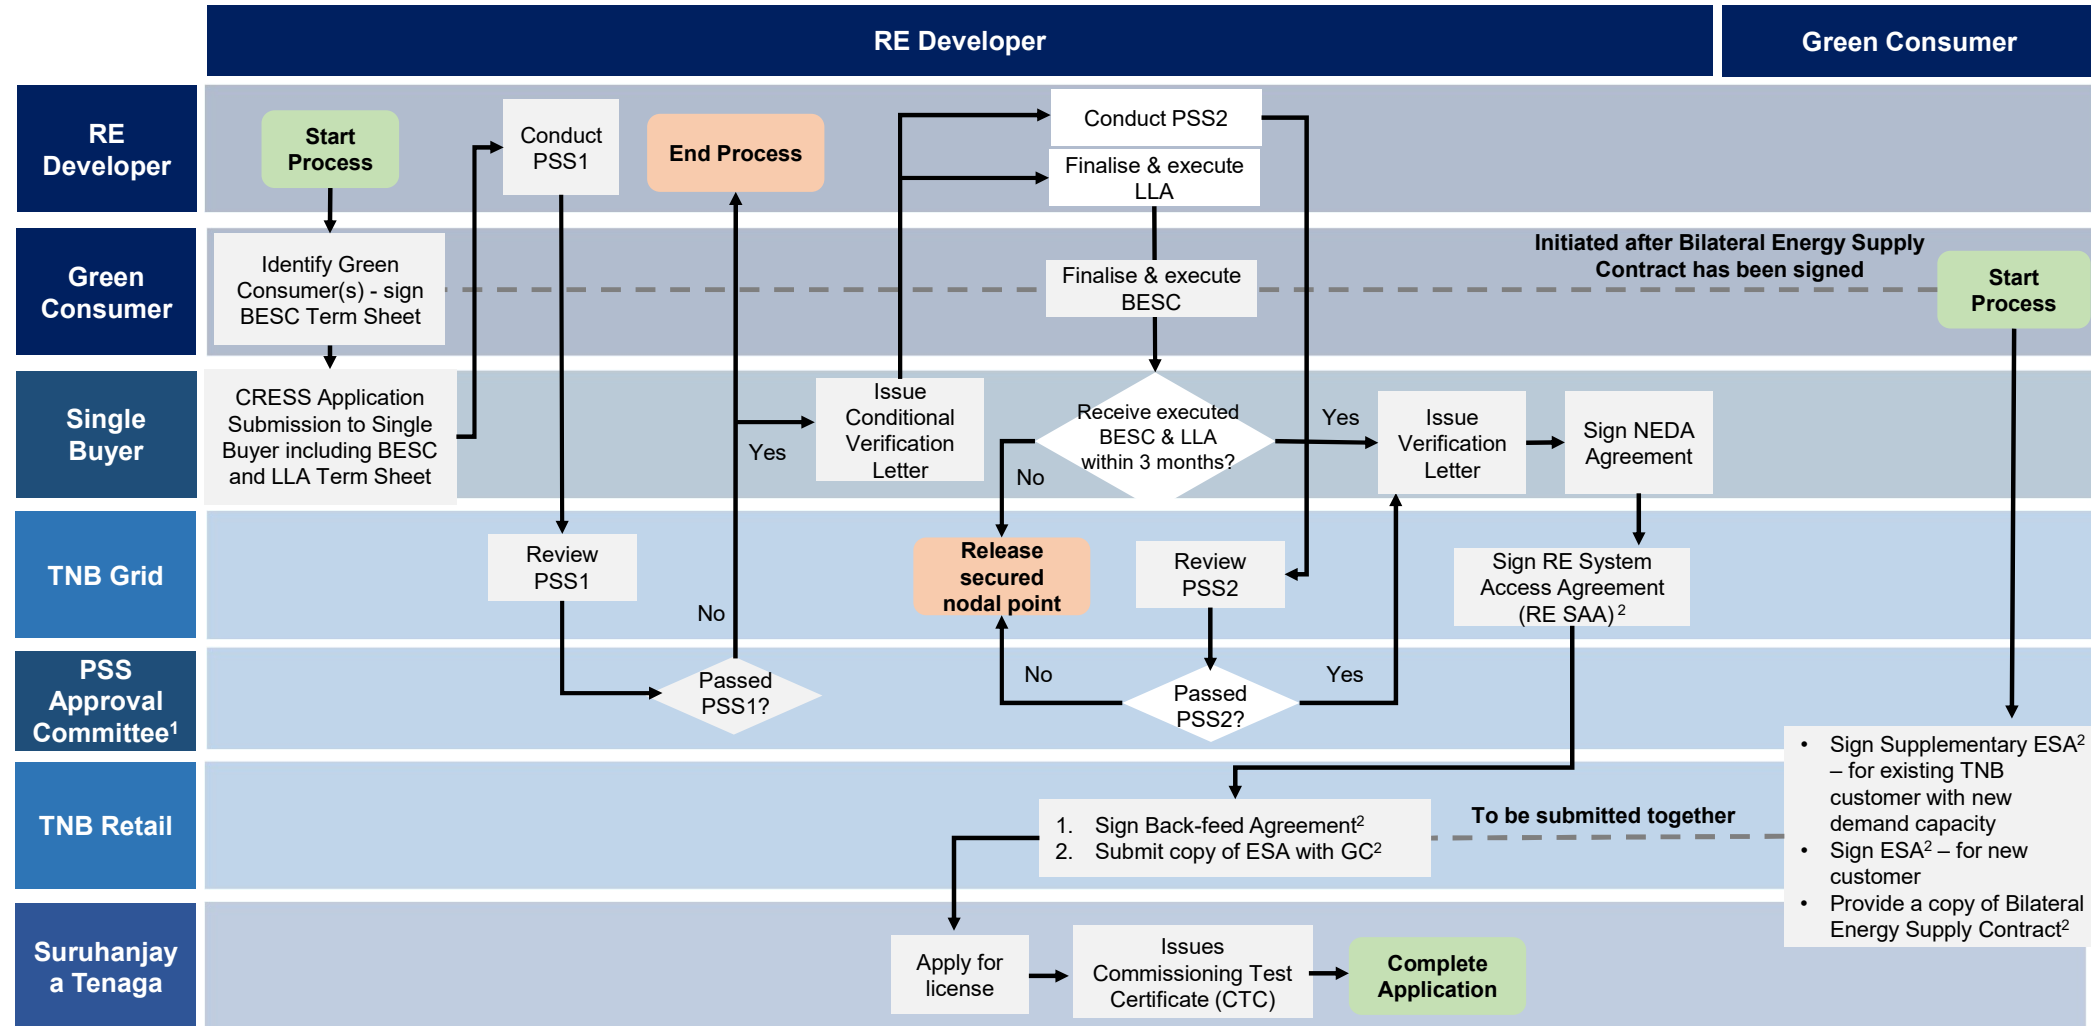 RE Developer
Green Consumer
RE
Developer
Start
Process
Conduct
PSS1
End Process
Conduct PSS2
Finalise & execute
LLA
Green
Consumer
Identify Green
Consumer(s) - sign
BESC Term Sheet
Finalise & execute
BESC
Initiated after Bilateral Energy Supply
Contract has been signed
Start
Process
Single
Buyer
CRESS Application
Submission to Single
Buyer including BESC
and LLA Term Sheet
Yes
Issue
Conditional
Verification
Letter
Receive executed
BESC & LLA
within 3 months?
No
Yes
Issue
Verification
Letter
Sign NEDA
Agreement
TNB Grid
Review
PSS1
No
Release
secured
nodal point
Review
PSS2
Sign RE System
Access Agreement
(RE SAA) ²
PSS
Approval
Committee¹
Passed
PSS1?
No
Passed
PSS2?
Yes
TNB Retail
1. Sign Back-feed Agreement²
2. Submit copy of ESA with GC²
To be submitted together
• Sign Supplementary ESA²
– for existing TNB
customer with new
demand capacity
• Sign ESA² – for new
customer
• Provide a copy of Bilateral
Energy Supply Contract²
Suruhanjay
a Tenaga
Apply for
license
Issues
Commissioning Test
Certificate (CTC)
Complete
Application